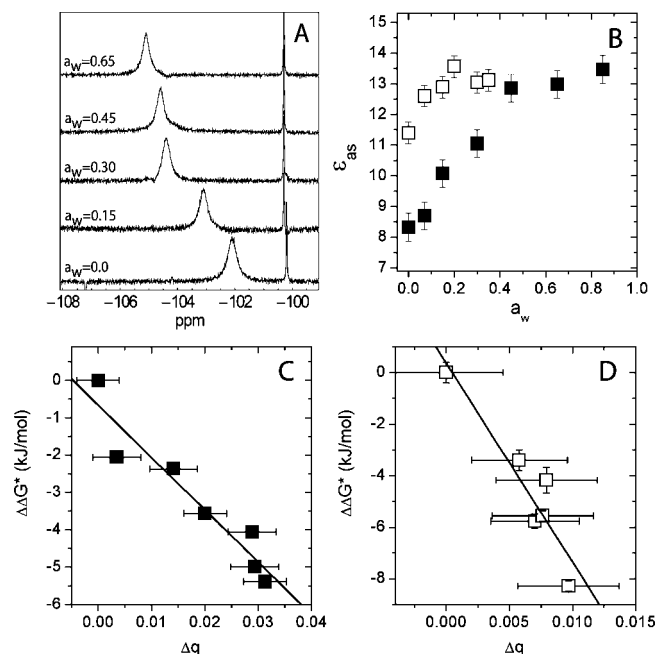 A
a_w=0.65
a_w=0.45
a_w=0.30
a_w=0.15
a_w=0.0
−108 −106 −104 −102 −100
ppm
B
15
14
13
12
11
10
9
8
7
ε_as
0.0 0.2 0.4 0.6 0.8 1.0
a_w
C
0
-1
-2
-3
-4
-5
-6
ΔΔG* (kJ/mol)
0.00 0.01 0.02 0.03 0.04
Δq
D
0
-2
-4
-6
-8
ΔΔG* (kJ/mol)
0.000 0.005 0.010 0.015
Δq